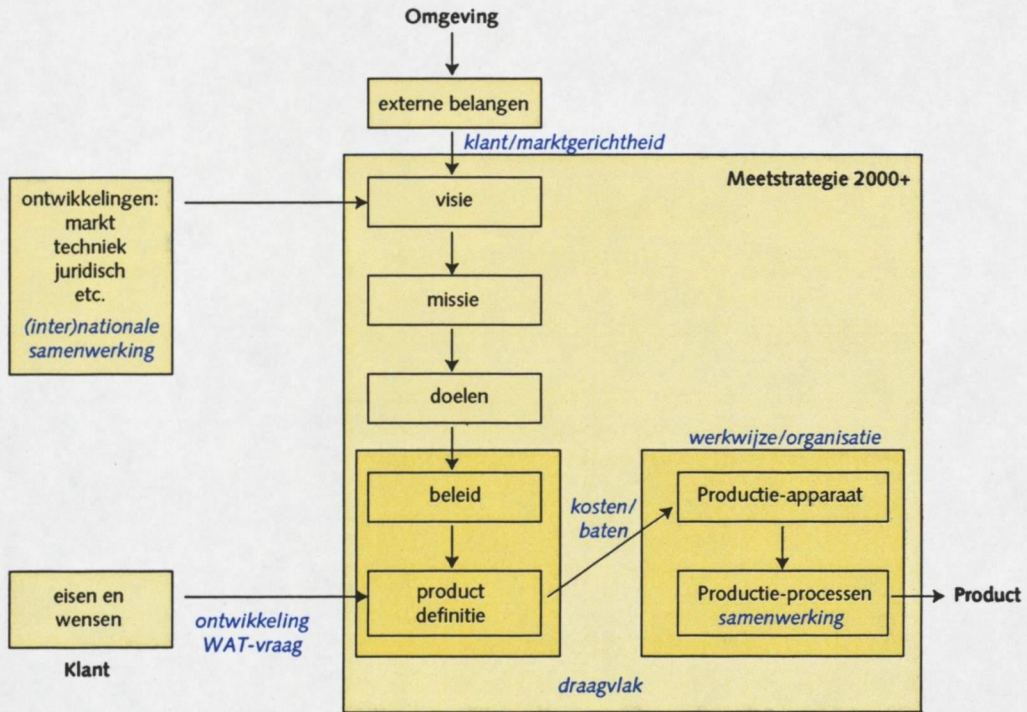 Omgeving
externe belangen
klant/marktgerichtheid
Meetstrategie 2000+
ontwikkelingen:
markt
techniek
juridisch
etc.
(inter)nationale
samenwerking
visie
missie
doelen
werkwijze/organisatie
beleid
kosten/
baten
Productie-apparaat
eisen en
wensen
Klant
ontwikkeling
WAT-vraag
product
definitie
Productie-processen
samenwerking
Product
draagvlak